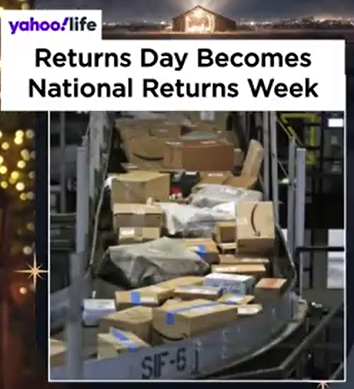 yahoo!life
Returns Day Becomes
National Returns Week
SIF-6